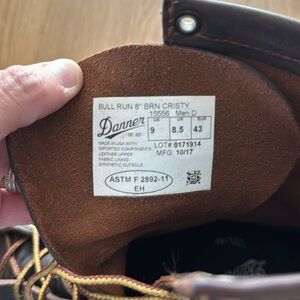 BULL RUN 8" BRN CRISTY
15556 Men D
Danner
US UK EUR
9 8.5 43
MADE IN USA WITH
IMPORTED COMPONENTS
LEATHER UPPER
FABRIC LINING
SYNTHETIC OUTSOLE
LOT# 0171914
MFG. 10/17
ASTM F 2892-11
EH